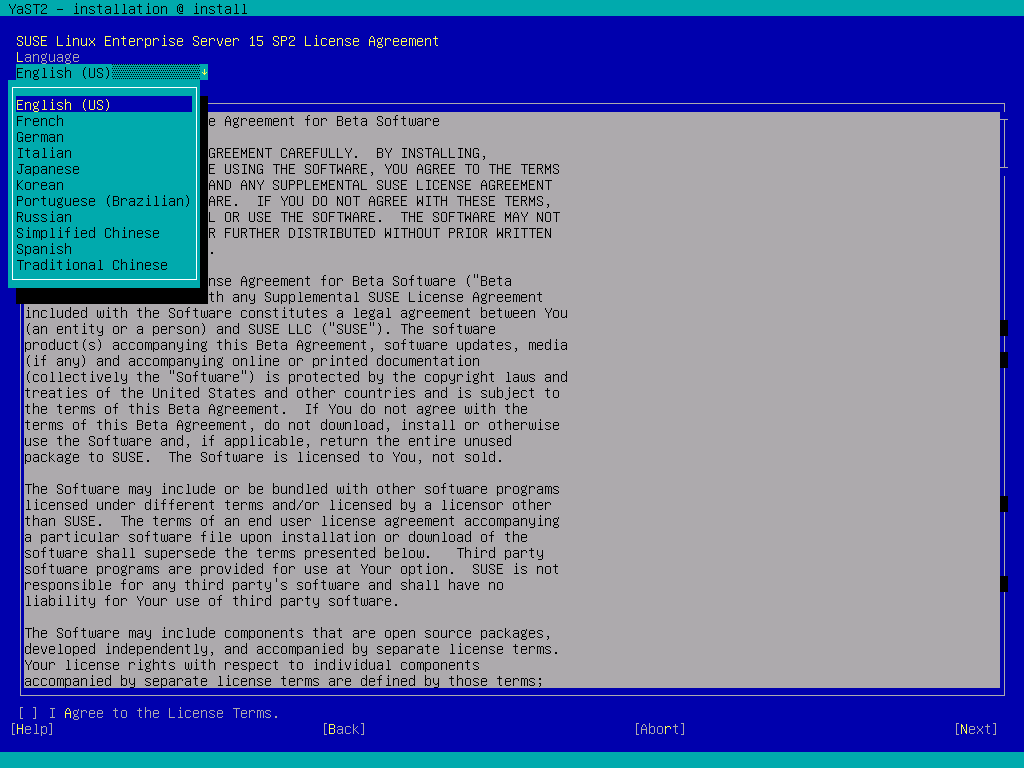 YaST2 - installation @ install
SUSE Linux Enterprise Server 15 SP2 License Agreement
Language
English (US)
English (US)
French
German
Italian
Japanese
Korean
Portuguese (Brazilian)
Russian
Simplified Chinese
Spanish
Traditional Chinese
e Agreement for Beta Software
GREEMENT CAREFULLY.  BY INSTALLING,
E USING THE SOFTWARE, YOU AGREE TO THE TERMS
AND ANY SUPPLEMENTAL SUSE LICENSE AGREEMENT
ARE.  IF YOU DO NOT AGREE WITH THESE TERMS,
L OR USE THE SOFTWARE.  THE SOFTWARE MAY NOT
R FURTHER DISTRIBUTED WITHOUT PRIOR WRITTEN
.
nse Agreement for Beta Software ("Beta
th any Supplemental SUSE License Agreement
included with the Software constitutes a legal agreement between You
(an entity or a person) and SUSE LLC ("SUSE"). The software
product(s) accompanying this Beta Agreement, software updates, media
(if any) and accompanying online or printed documentation
(collectively the "Software") is protected by the copyright laws and
treaties of the United States and other countries and is subject to
the terms of this Beta Agreement.  If You do not agree with the
terms of this Beta Agreement, do not download, install or otherwise
use the Software and, if applicable, return the entire unused
package to SUSE.  The Software is licensed to You, not sold.
The Software may include or be bundled with other software programs
licensed under different terms and/or licensed by a licensor other
than SUSE.  The terms of an end user license agreement accompanying
a particular software file upon installation or download of the
software shall supersede the terms presented below.   Third party
software programs are provided for use at Your option.  SUSE is not
responsible for any third party's software and shall have no
liability for Your use of third party software.
The Software may include components that are open source packages,
developed independently, and accompanied by separate license terms.
Your license rights with respect to individual components
accompanied by separate license terms are defined by those terms;
[ ] I Agree to the License Terms.
[Help] [Back] [Abort] [Next]